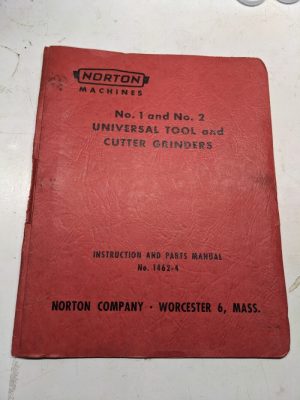 NORTON
MACHINES
No. 1 and No. 2
UNIVERSAL TOOL and
CUTTER GRINDERS
INSTRUCTION AND PARTS MANUAL
No. 1462-4
NORTON COMPANY · WORCESTER 6, MASS.